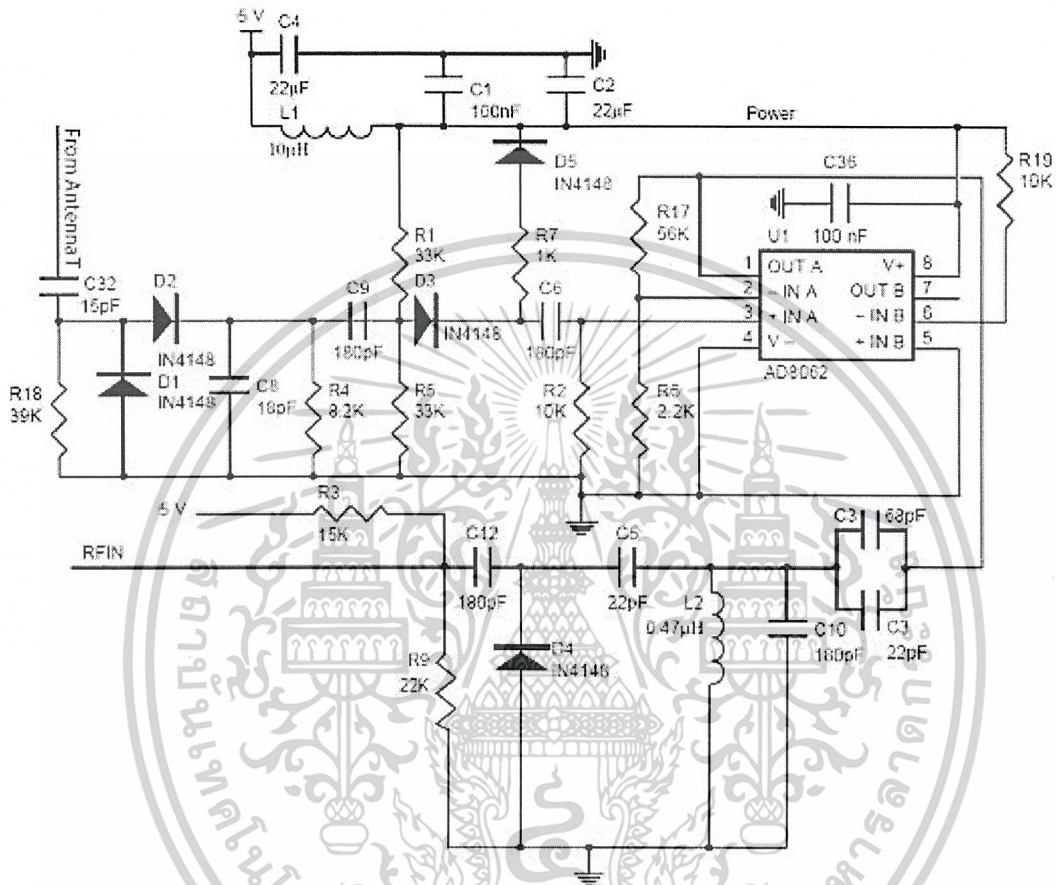 5 V
C4
22µF
C1
100nF
C2
22µF
L1
10µH
Power
From AntennaT
D5
IN4148
C36
100 nF
R19
10K
R17
56K
U1
R1
33K
R7
1K
C32
15pF
D2
IN4148
C9
180pF
D3
IN4148
C6
180pF
1 OUT A V+ 8
2 – IN A OUT B 7
3 + IN A – IN B 6
4 V – + IN B 5
AD8062
R18
39K
D1
IN4148
C8
18pF
R4
8.2K
R5
33K
R2
10K
R6
2.2K
5 V
R3
15K
RFIN
C12
180pF
C5
22pF
C3
68pF
L2
0.47µH
C10
180pF
C3
22pF
R9
22K
D4
IN4148